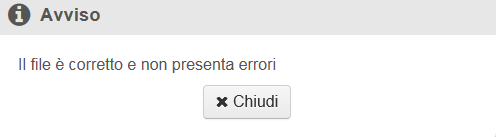 Avviso
Il file è corretto e non presenta errori
Chiudi